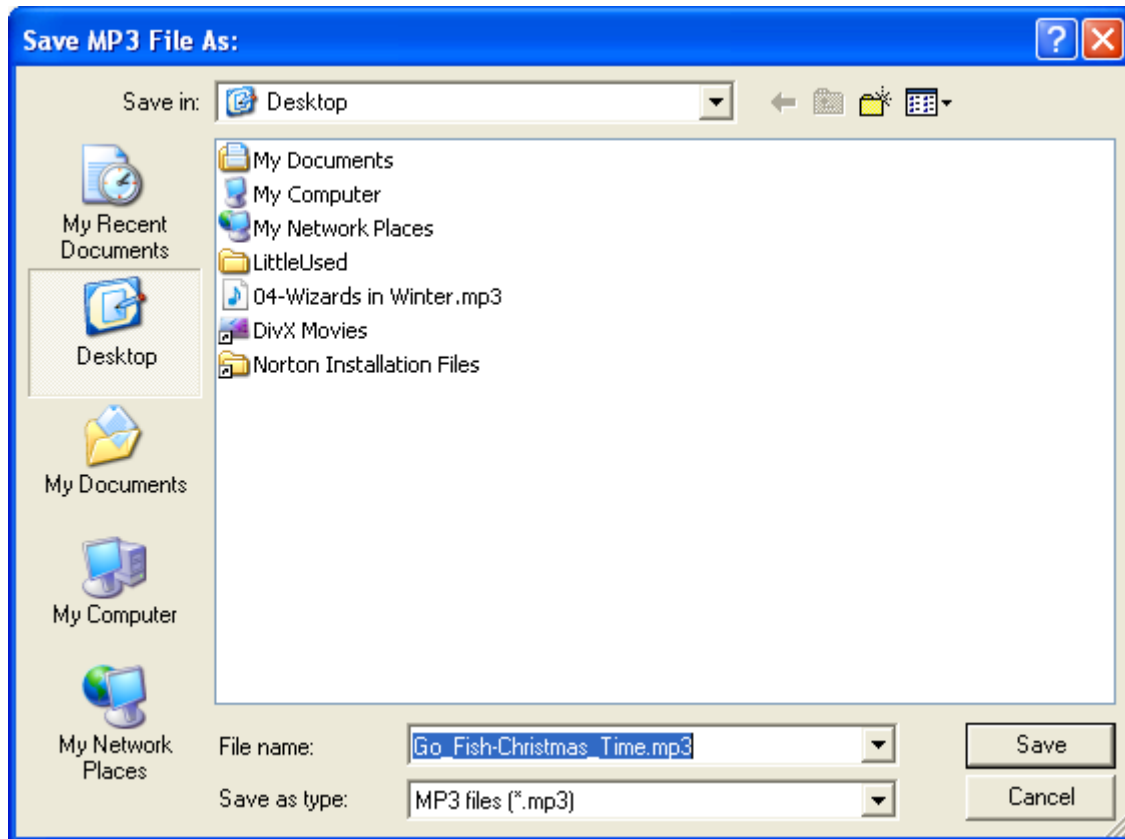 Save MP3 File As:
Save in:
Desktop
My Recent
Documents
Desktop
My Documents
My Computer
My Network
Places
My Documents
My Computer
My Network Places
LittleUsed
04-Wizards in Winter.mp3
DivX Movies
Norton Installation Files
File name:
Go_Fish-Christmas_Time.mp3
Save
Save as type:
MP3 files (*.mp3)
Cancel